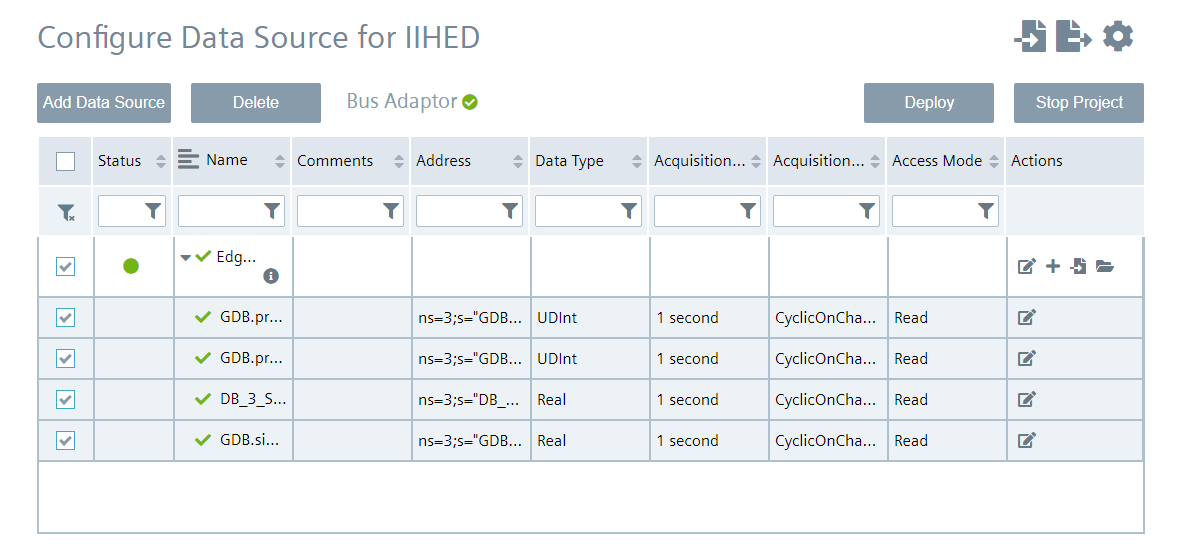 Configure Data Source for IIHED
Add Data Source Delete Bus Adaptor Deploy Stop Project
Status Name Comments Address Data Type Acquisition... Acquisition... Access Mode Actions
Edg...
GDB.pr... ns=3;s="GDB... UDInt 1 second CyclicOnCha... Read
GDB.pr... ns=3;s="GDB... UDInt 1 second CyclicOnCha... Read
DB_3_S... ns=3;s="DB_... Real 1 second CyclicOnCha... Read
GDB.si... ns=3;s="GDB... Real 1 second CyclicOnCha... Read